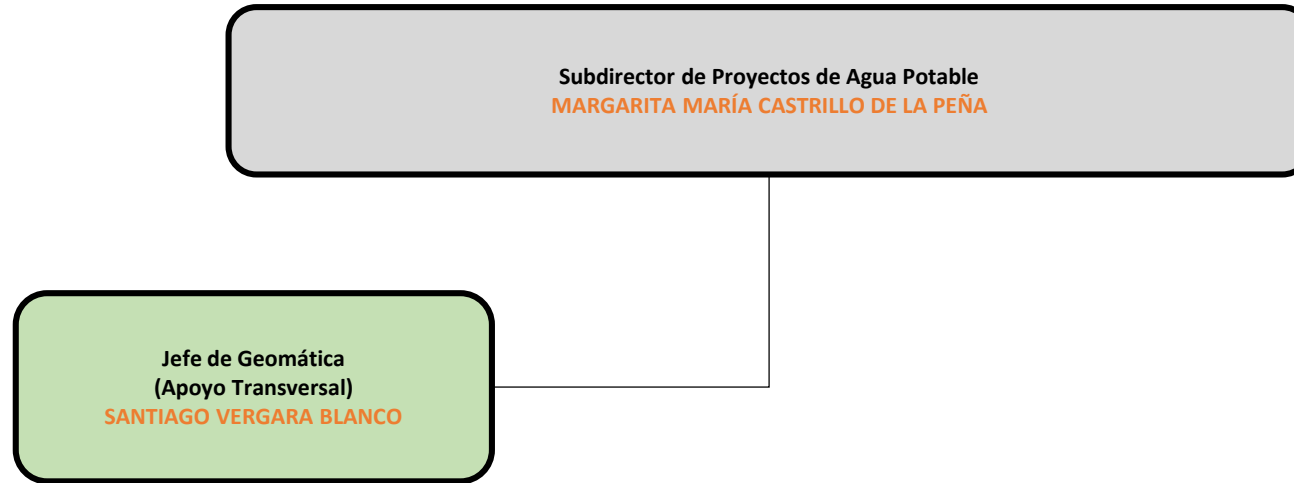 Subdirector de Proyectos de Agua Potable
MARGARITA MARÍA CASTRILLO DE LA PEÑA
Jefe de Geomática
(Apoyo Transversal)
SANTIAGO VERGARA BLANCO